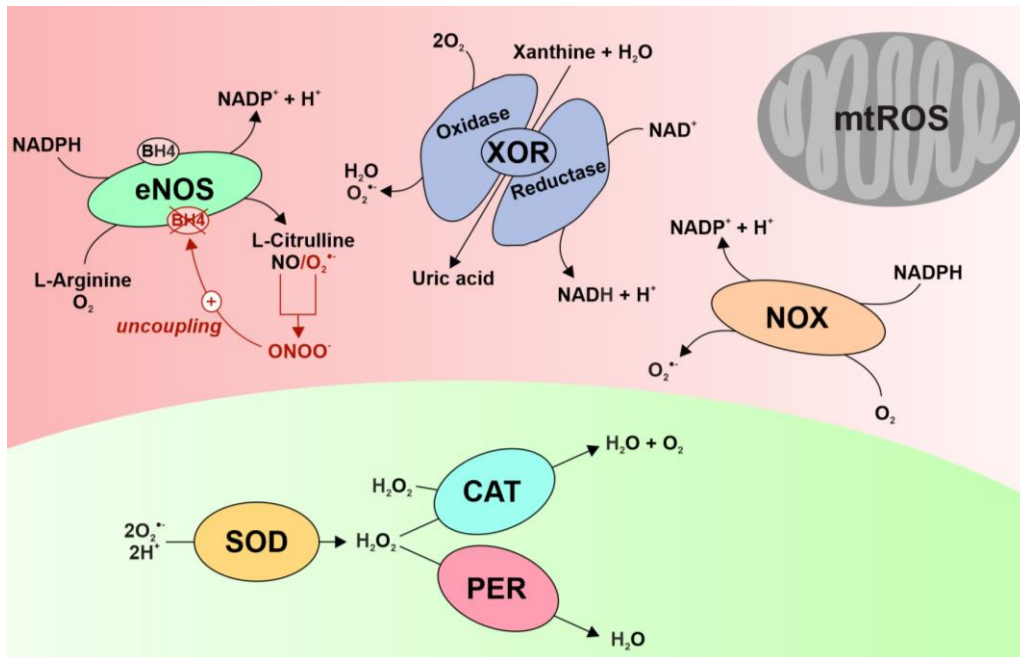 NADPH
BH4
eNOS
BH4
NADP⁺ + H⁺
L-Arginine
O₂
L-Citrulline
NO/O₂•⁻
uncoupling
+
ONOO⁻
2O₂
Xanthine + H₂O
Oxidase
XOR
Reductase
NAD⁺
H₂O
O₂•⁻
Uric acid
NADH + H⁺
mtROS
NADP⁺ + H⁺
NADPH
NOX
O₂•⁻
O₂
2O₂•⁻
2H⁺
SOD
H₂O₂
H₂O₂
CAT
H₂O + O₂
PER
H₂O